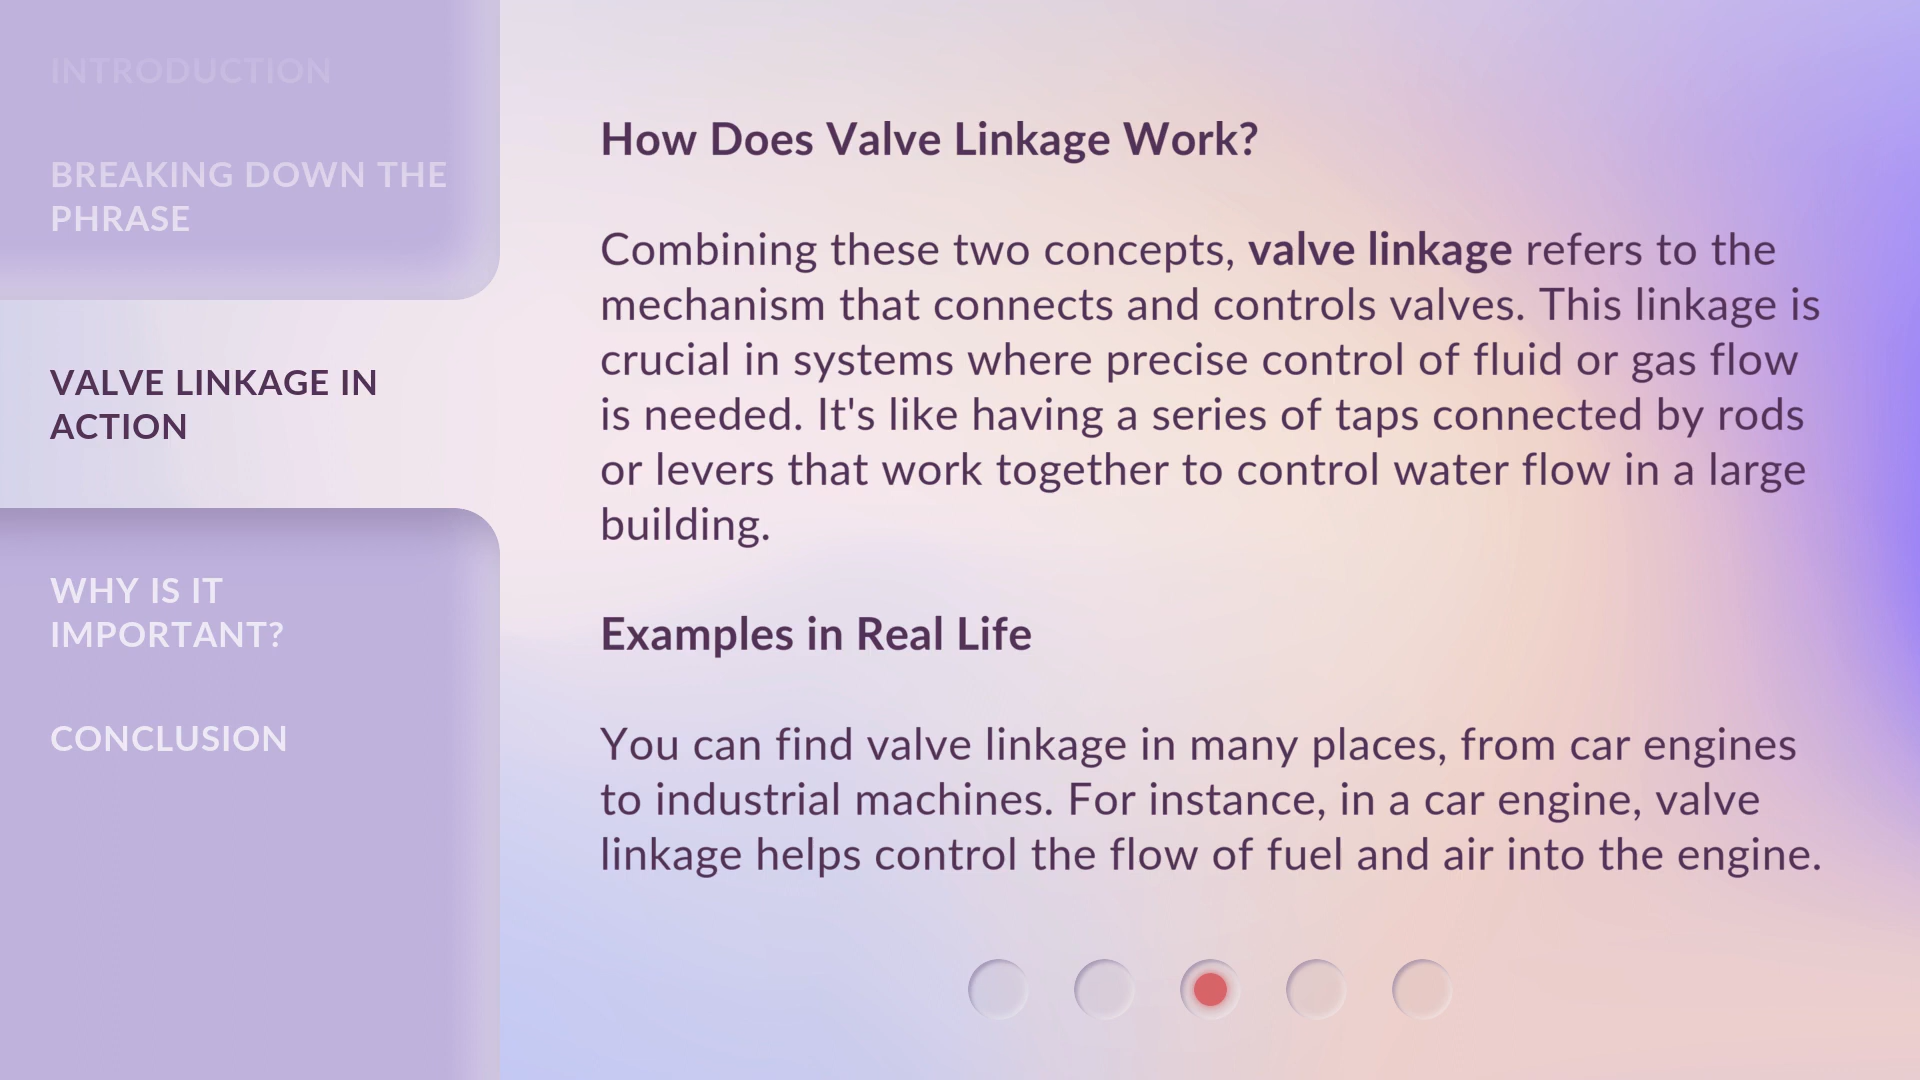 INTRODUCTION
BREAKING DOWN THE
PHRASE
VALVE LINKAGE IN
ACTION
WHY IS IT
IMPORTANT?
CONCLUSION
How Does Valve Linkage Work?
Combining these two concepts, valve linkage refers to the
mechanism that connects and controls valves. This linkage is
crucial in systems where precise control of fluid or gas flow
is needed. It's like having a series of taps connected by rods
or levers that work together to control water flow in a large
building.
Examples in Real Life
You can find valve linkage in many places, from car engines
to industrial machines. For instance, in a car engine, valve
linkage helps control the flow of fuel and air into the engine.